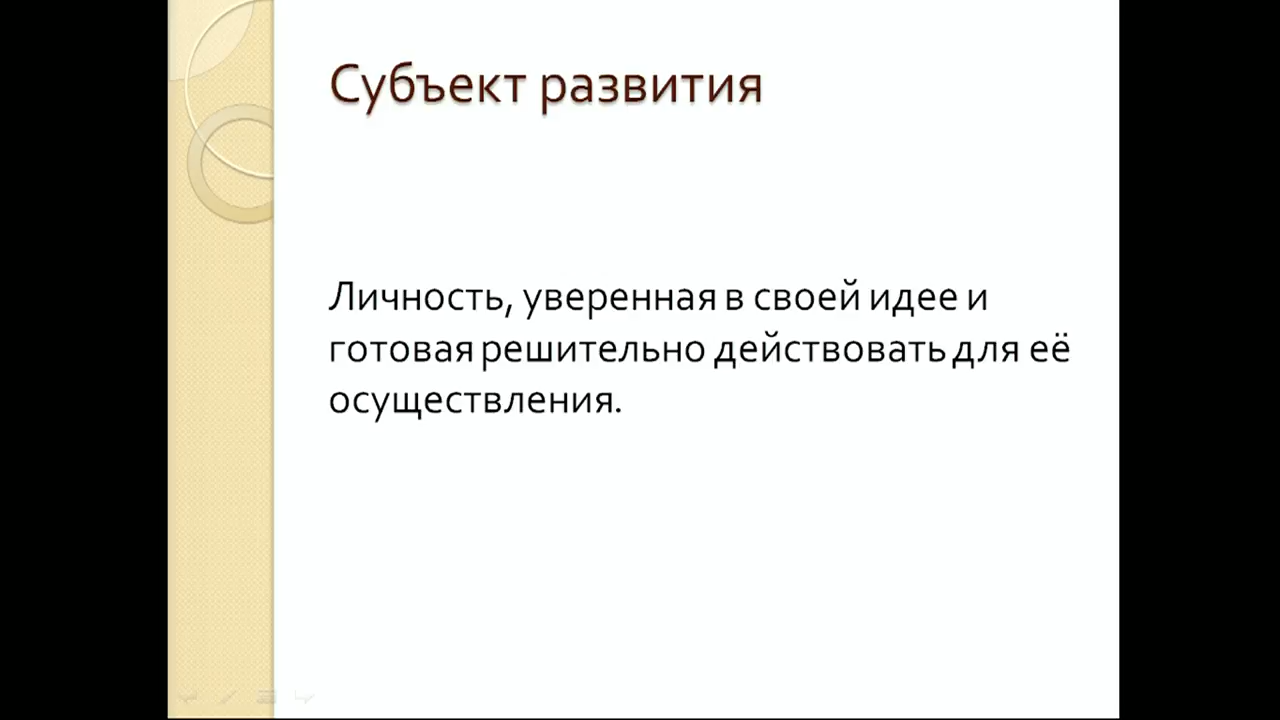 Субъект развития
Личность, уверенная в своей идее и
готовая решительно действовать для её
осуществления.